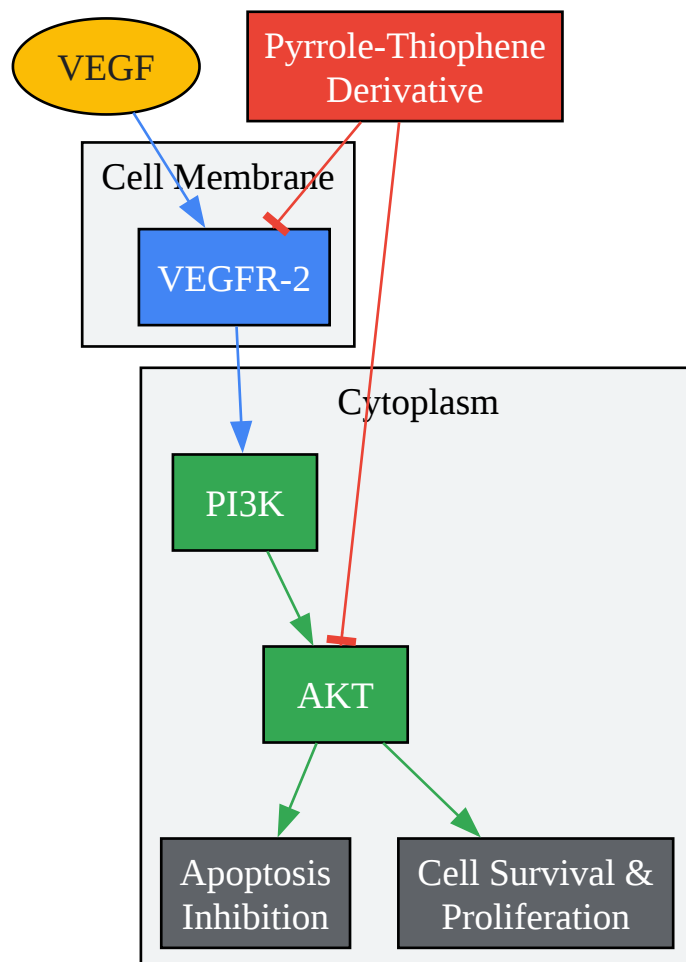 VEGF
Pyrrole-Thiophene
Derivative
Cell Membrane
VEGFR-2
Cytoplasm
PI3K
AKT
Apoptosis
Inhibition
Cell Survival &
Proliferation